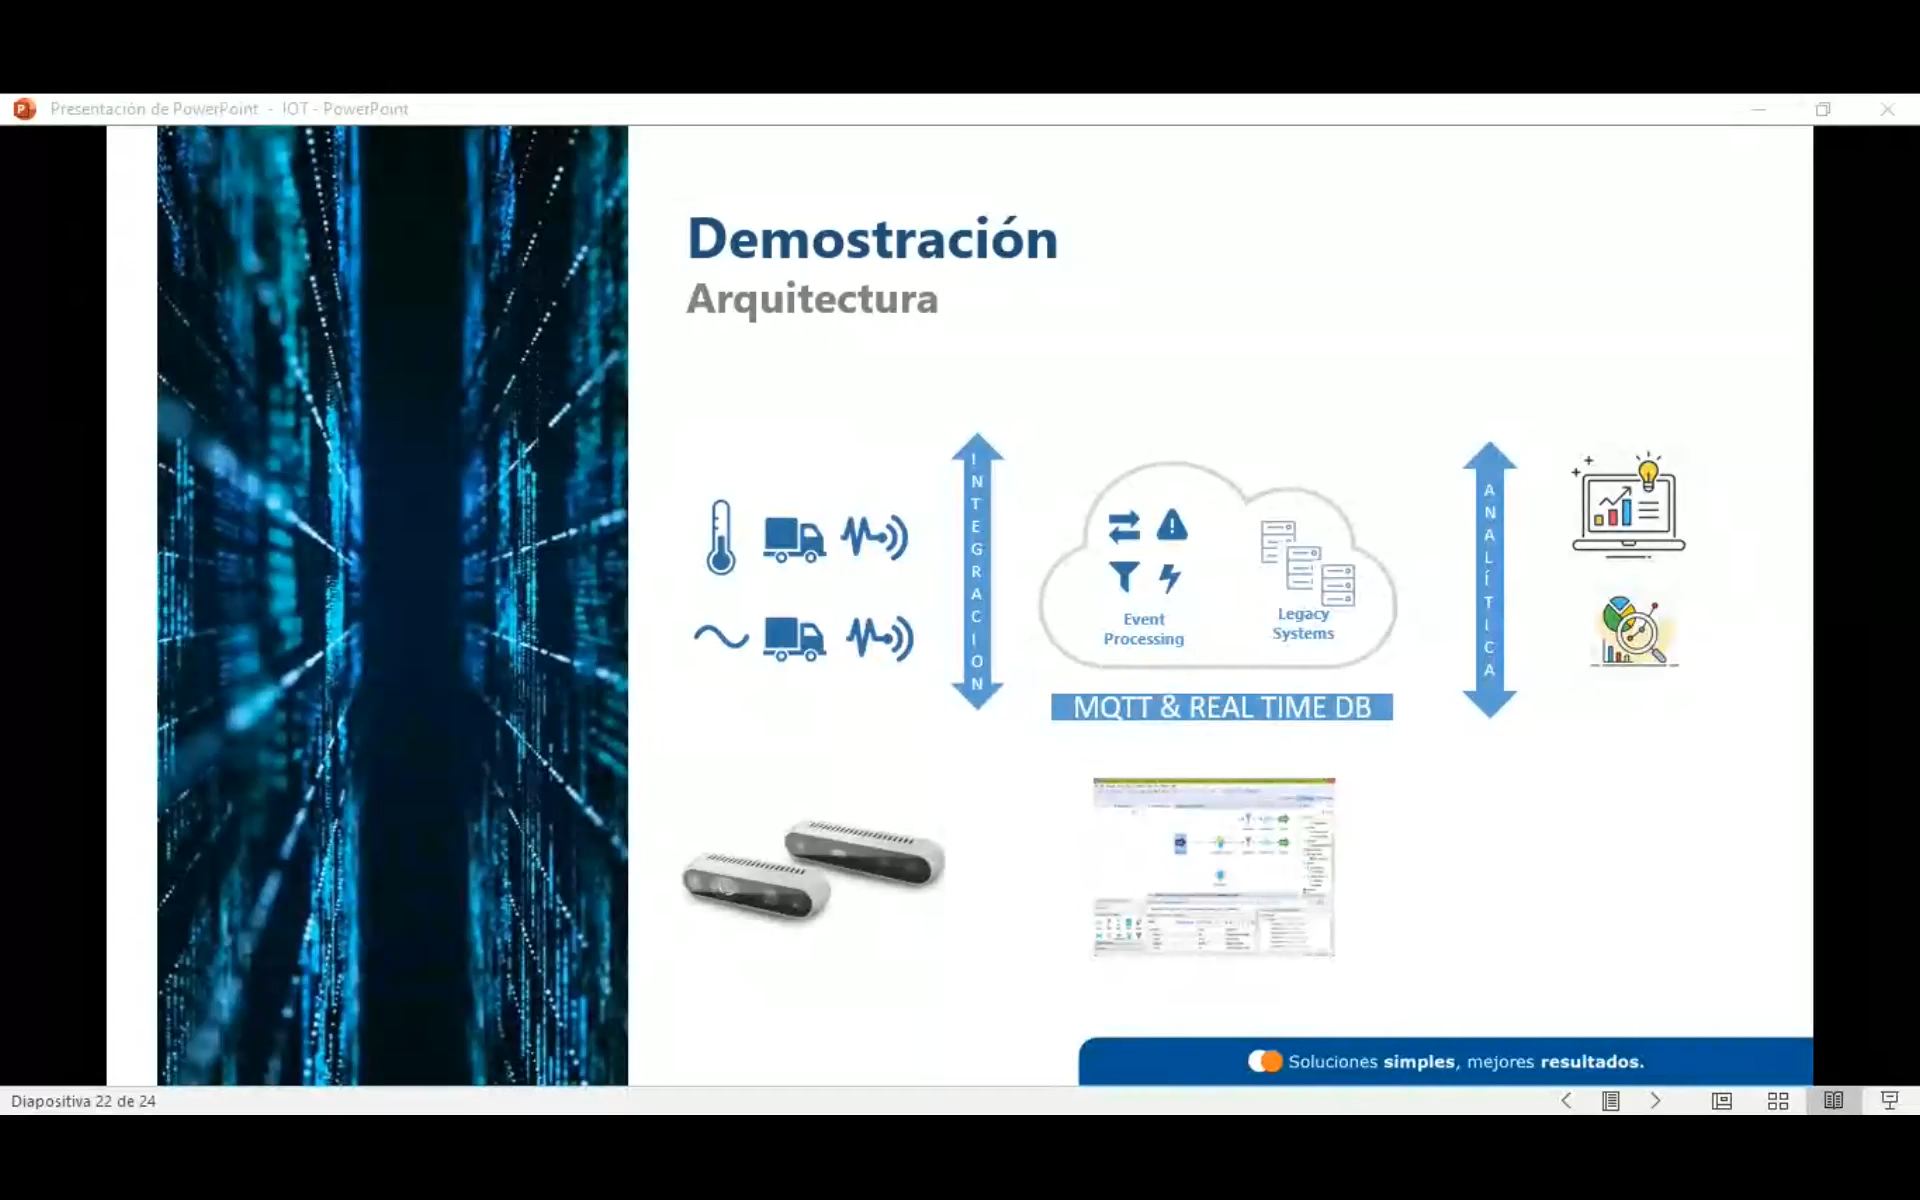 Presentación de PowerPoint - IOT - PowerPoint
Demostración
Arquitectura
INTEGRACION
Event
Processing
Legacy
Systems
MQTT & REAL TIME DB
ANALÍTICA
Soluciones simples, mejores resultados.
Diapositiva 22 de 24